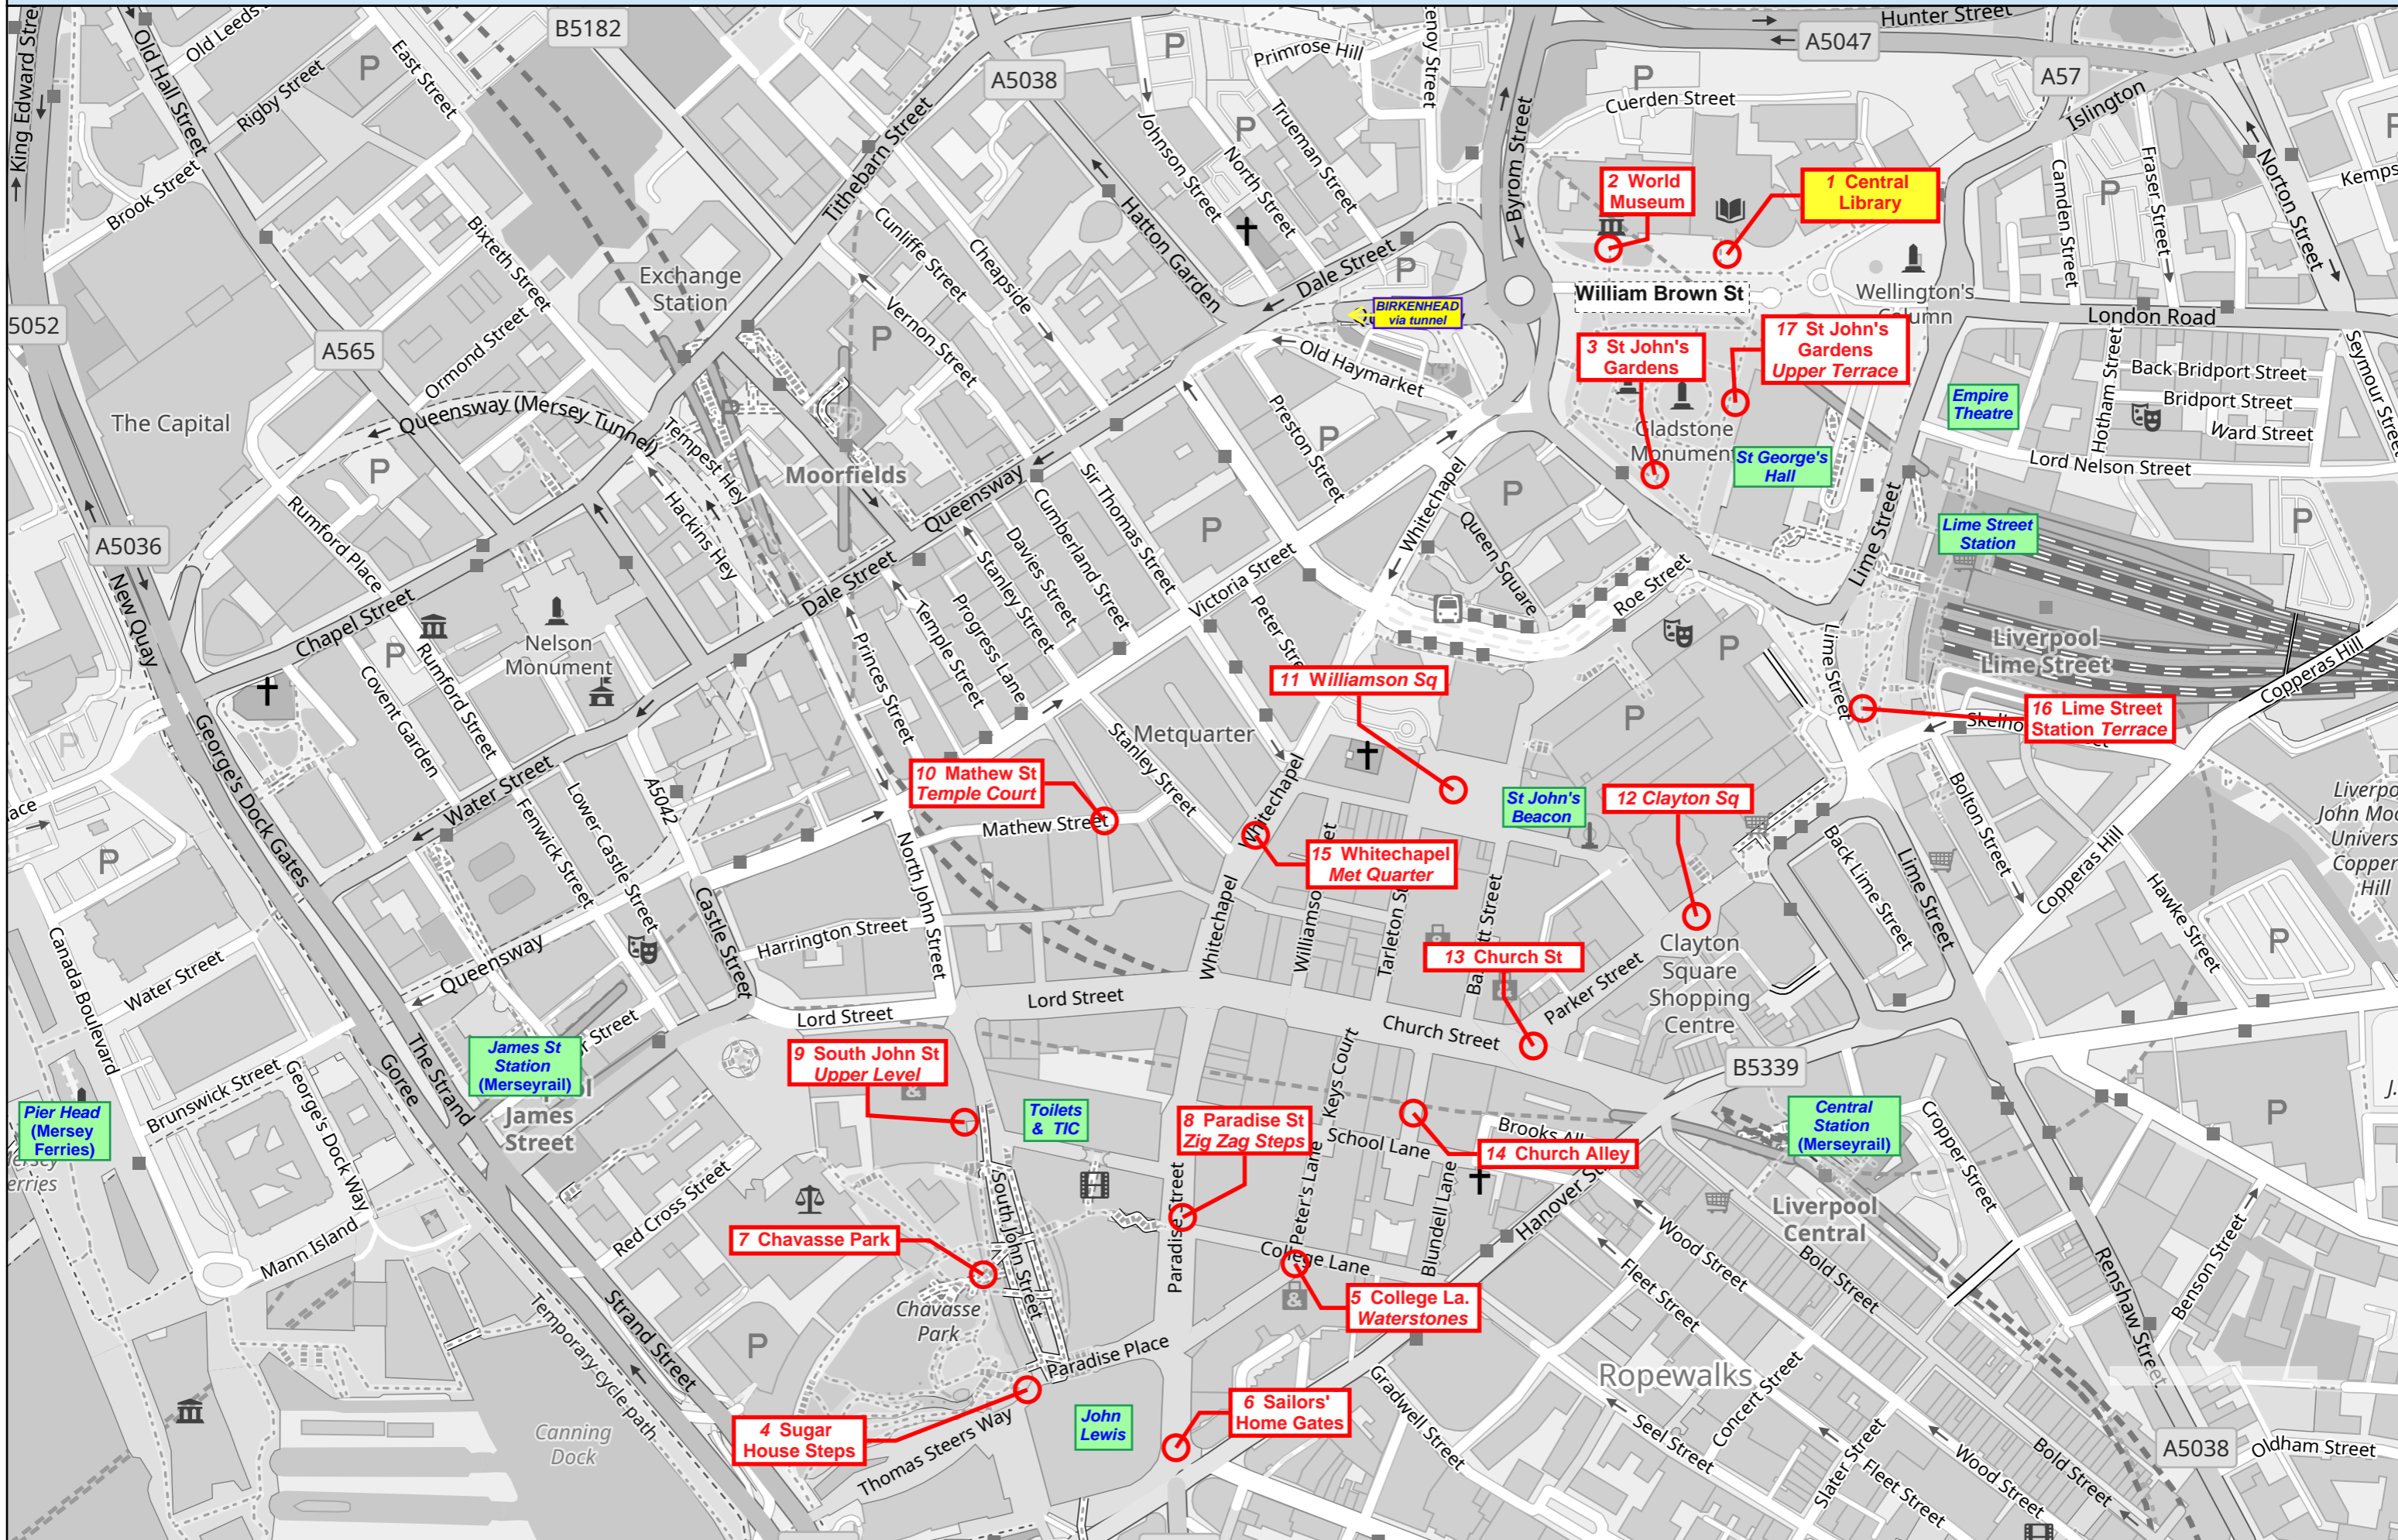 King Edward Stree
Old Hall Street
Old Leeds
B5182
East Street
Rigby Street
Brook Street
P
A5038
Tithebarn Street
Johnson Street
P
Primrose Hill
enoy Street
Trueman Street
North Street
P
Byrom Street
Hunter Street
A5047
P
Cuerden Street
A57
Islington
Camden Street
Fraser Street
P
Norton Street
Kemps
2 World
Museum
1 Central
Library
Bixteth Street
Exchange
Station
Cunliffe Street
Cheapside
Hatton Garden
Dale Street
P
BIRKENHEAD
via tunnel
William Brown St
Wellington's
Column
London Road
5052
A565
Ormond Street
P
Vernon Street
Old Haymarket
3 St John's
Gardens
17 St John's
Gardens
Upper Terrace
Empire
Theatre
Hotham Street
Back Bridport Street
Bridport Street
Ward Street
Seymour Street
Lord Nelson Street
The Capital
Queensway (Mersey Tunnel)
P
Tempest Hey
P
Moorfields
Preston Street
P
Gladstone
Monument
St George's
Hall
P
Rumford Place
Hackins Hey
Queensway
Sir Thomas Street
Cumberland Street
Davies Street
Stanley Street
P
Whitechapel
Queen Square
P
Lime Street
Lime Street
Station
P
A5036
New Quay
Chapel Street
Nelson
Monument
Dale Street
Progress Lane
Temple Street
Princes Street
Victoria Street
Roe Street
Liverpool
Lime Street
Copperas Hill
P
Rumford Street
Covent Garden
11 Williamson Sq
P
P
Lime Street
16 Lime Street
Station Terrace
George's Dock Gates
P
Water Street
A5042
Metquarter
Stanley Street
10 Mathew St
Temple Court
Mathew Street
Whitechapel
St John's
Beacon
12 Clayton Sq
Bolton Street
Fenwick Street
Lower Castle Street
P
North John Street
15 Whitechapel
Met Quarter
Back Lime Street
Lime Street
Copperas Hill
Hawke Street
P
Canada Boulevard
Water Street
Queensway
Castle Street
Harrington Street
Whitechapel
13 Church St
Clayton
Square
Shopping
Centre
Parker Street
Lord Street
Lord Street
Church Street
The Strand
Goree
James St
Station
(Merseyrail)
James
Street
9 South John St
Upper Level
Toilets
& TIC
8 Paradise St
Zig Zag Steps
Keys Court
School Lane
14 Church Alley
B5339
Central
Station
(Merseyrail)
Cropper Street
P
Pier Head
(Mersey
Ferries)
Brunswick Street
George's Dock Way
Mann Island
Red Cross Street
7 Chavasse Park
South John Street
Paradise Street
Peter's Lane
College Lane
Blundell Lane
Liverpool
Central
Wood Street
Bold Street
Fleet Street
Renshaw Street
Benson Street
5 College La.
Waterstones
Chavasse
Park
Strand Street
Temporary cycle path
P
Paradise Place
6 Sailors'
Home Gates
John
Lewis
4 Sugar
House Steps
Thomas Steers Way
Canning
Dock
Gradwell Street
Ropewalks
Concert Street
Seel Street
Slater Street
Fleet Street
Wood Street
Bold Street
A5038
Oldham Street